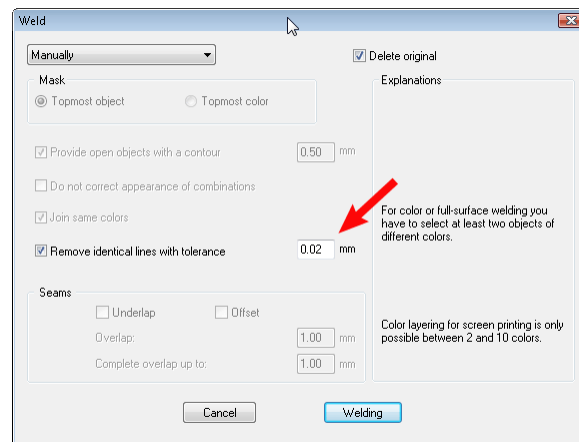 Weld
Manually
Delete original
Mask
Topmost object
Topmost color
Explanations
Provide open objects with a contour
0.50 mm
Do not correct appearance of combinations
Join same colors
Remove identical lines with tolerance
0.02 mm
For color or full-surface welding you
have to select at least two objects of
different colors.
Seams
Underlap
Offset
Overlap:
1.00 mm
Complete overlap up to:
1.00 mm
Color layering for screen printing is only
possible between 2 and 10 colors.
Cancel
Welding